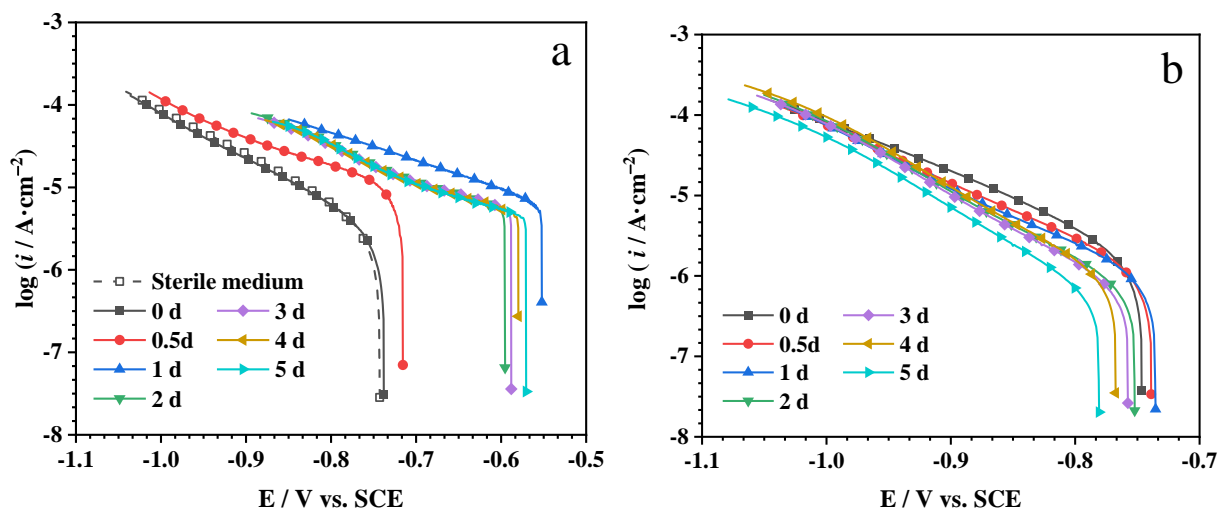 a
log (i / A·cm⁻²)
-3
-4
-5
-6
-7
-8
Sterile medium
0 d
3 d
0.5d
4 d
1 d
5 d
2 d
-1.1 -1.0 -0.9 -0.8 -0.7 -0.6 -0.5
E / V vs. SCE
b
log ( i / A·cm⁻²)
-3
-4
-5
-6
-7
-8
0 d
3 d
0.5d
4 d
1 d
5 d
2 d
-1.1 -1.0 -0.9 -0.8 -0.7
E / V vs. SCE